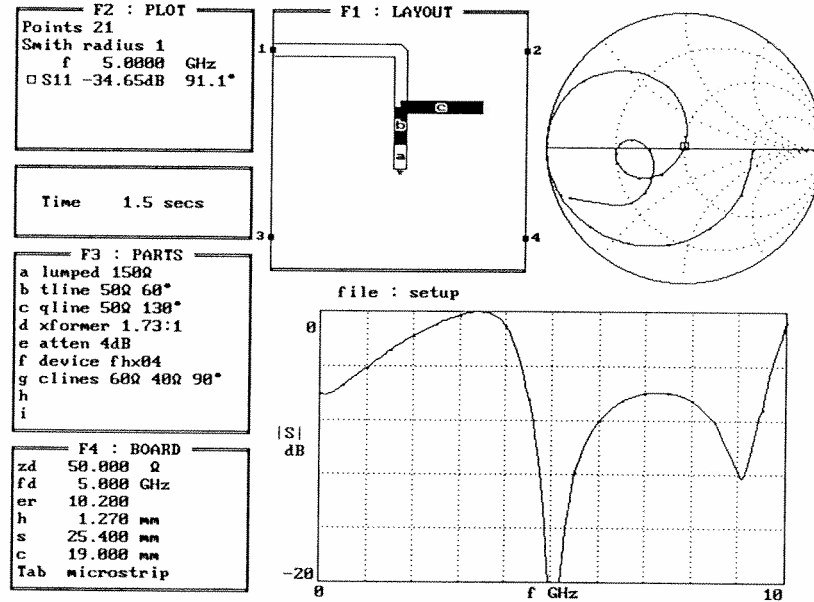 F2 : PLOT
Points 21
Smith radius 1
f 5.0000 GHz
□ S11 -34.65dB 91.1°
Time 1.5 secs
F3 : PARTS
a lumped 150Ω
b tline 50Ω 60°
c qline 50Ω 130°
d xformer 1.73:1
e atten 4dB
f device fhx04
g clines 60Ω 40Ω 90°
h
i
F4 : BOARD
zd 50.000 Ω
fd 5.000 GHz
er 10.200
h 1.270 mm
s 25.400 mm
c 19.000 mm
Tab microstrip
F1 : LAYOUT
1
2
c
b
a
3
4
file : setup
0
|S|
dB
-20
0
f GHz
10